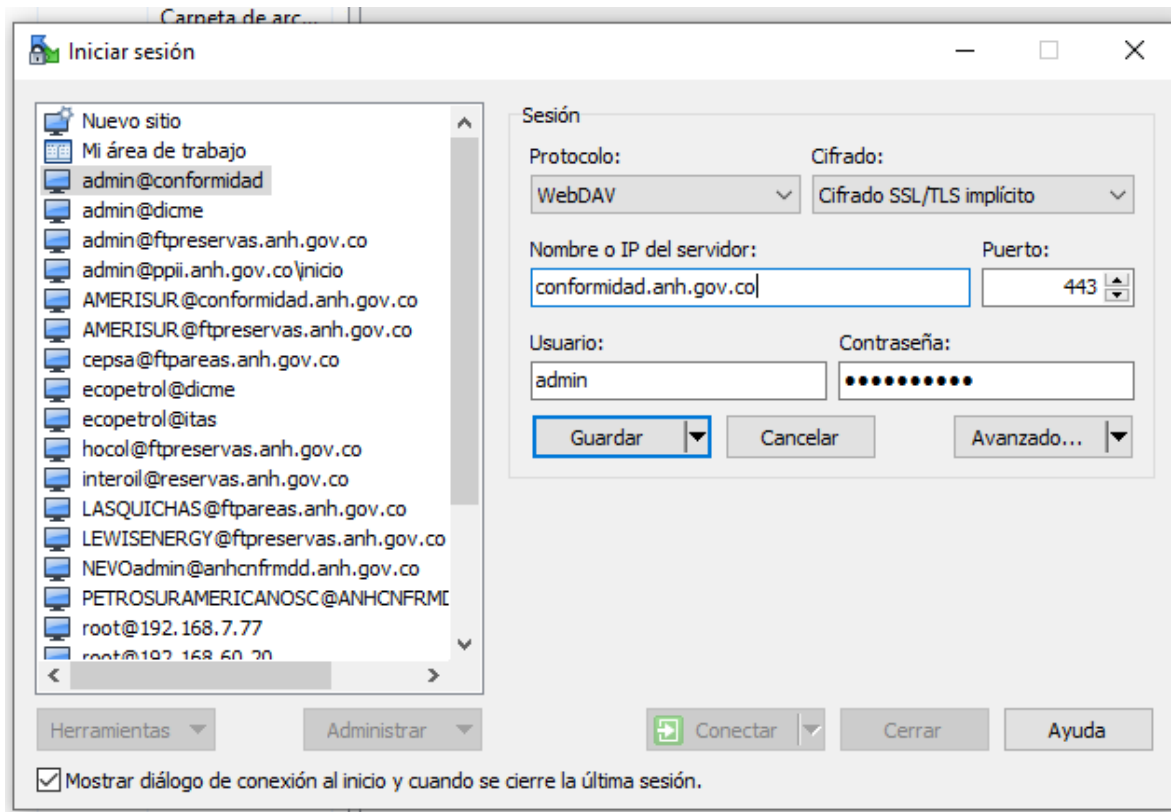 Carpeta de arc...
Iniciar sesión
Nuevo sitio
Mi área de trabajo
admin@conformidad
admin@dicme
admin@ftpreservas.anh.gov.co
admin@ppii.anh.gov.co\inicio
AMERISUR@conformidad.anh.gov.co
AMERISUR@ftpreservas.anh.gov.co
cepsa@ftpareas.anh.gov.co
ecopetrol@dicme
ecopetrol@itas
hocol@ftpreservas.anh.gov.co
interoil@reservas.anh.gov.co
LASQUICHAS@ftpareas.anh.gov.co
LEWISENERGY@ftpreservas.anh.gov.co
NEVOadmin@anhcnfrmdd.anh.gov.co
PETROSURAMERICANOSC@ANHCNFRMD
root@192.168.7.77
root@192.168.60.20
Sesión
Protocolo: Cifrado:
WebDAV Cifrado SSL/TLS implícito
Nombre o IP del servidor: Puerto:
conformidad.anh.gov.co 443
Usuario: Contraseña:
admin ●●●●●●●●●●
Guardar Cancelar Avanzado...
Herramientas Administrar Conectar Cerrar Ayuda
Mostrar diálogo de conexión al inicio y cuando se cierre la última sesión.